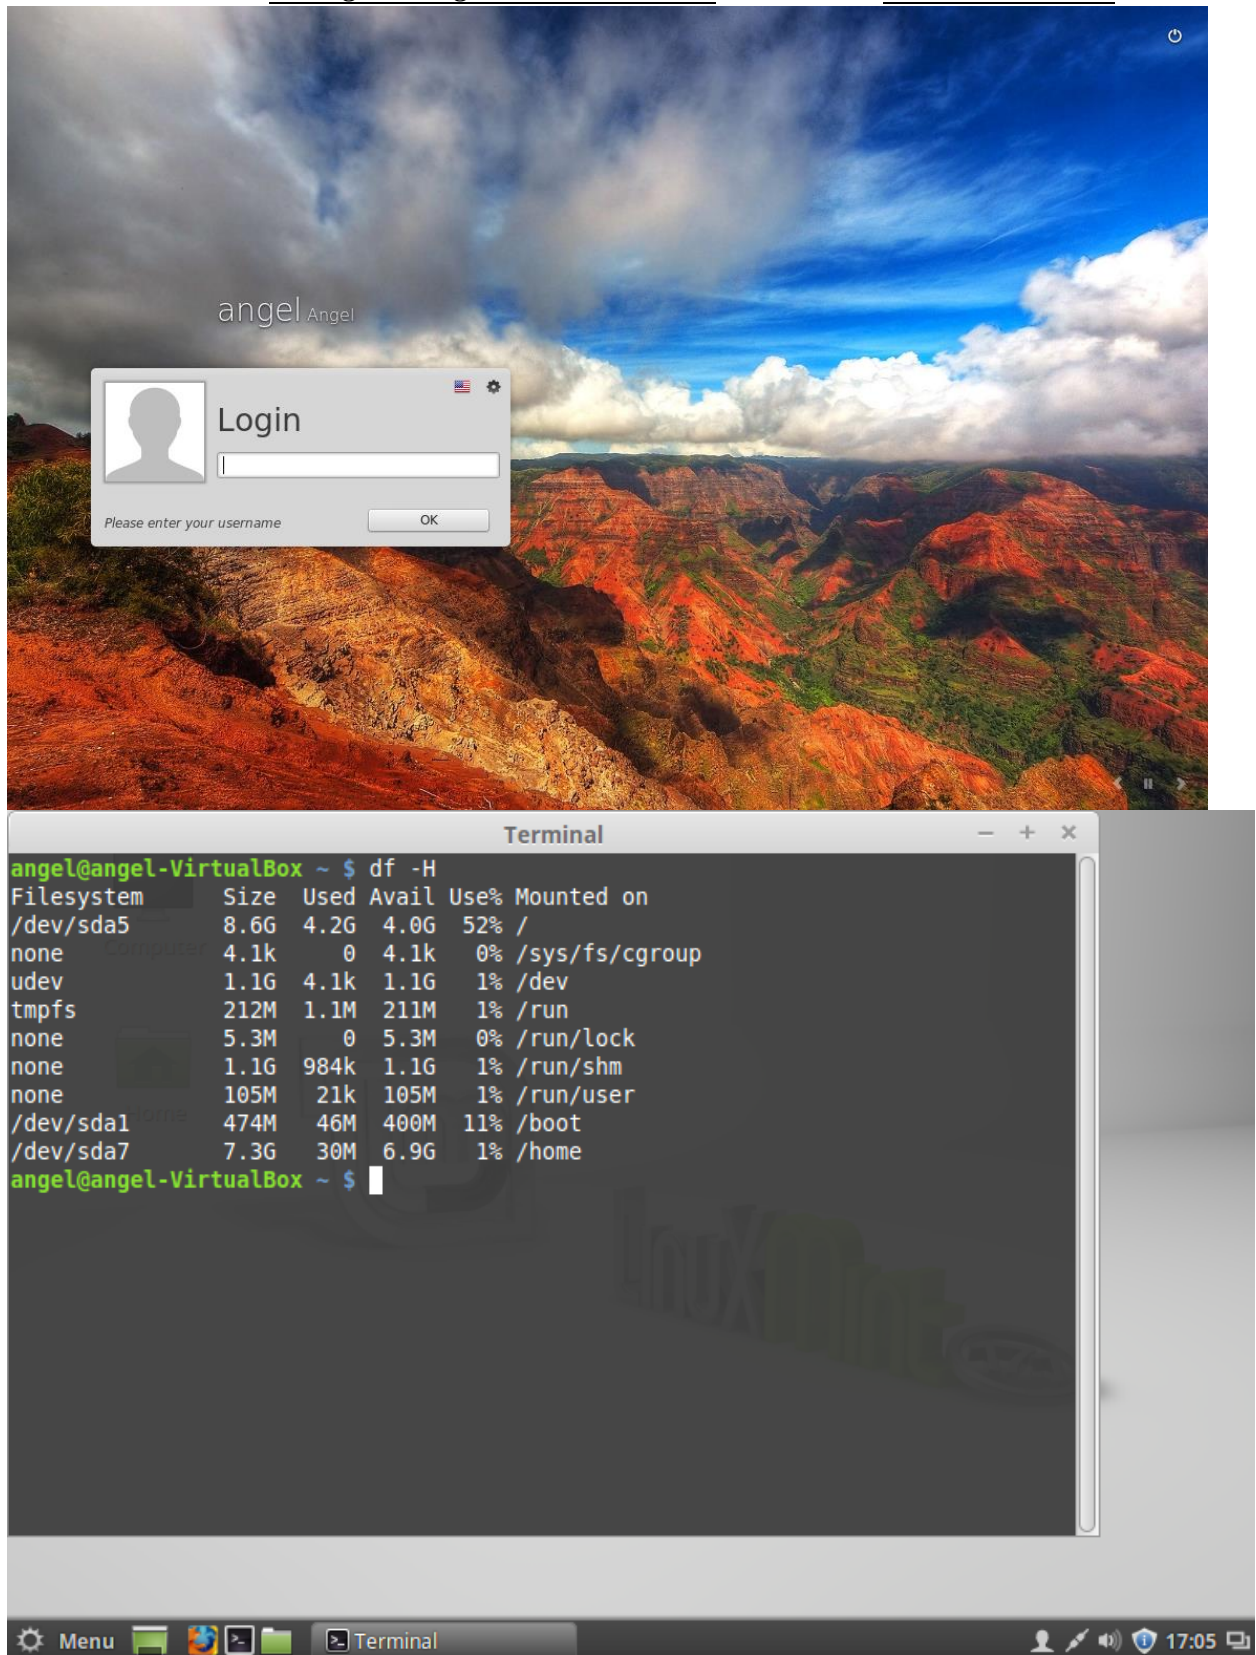 angel Angel
Login
Please enter your username
OK
Terminal
angel@angel-VirtualBox ~ $ df -H
Filesystem Size Used Avail Use% Mounted on
/dev/sda5 8.6G 4.2G 4.0G 52% /
none 4.1k 0 4.1k 0% /sys/fs/cgroup
udev 1.1G 4.1k 1.1G 1% /dev
tmpfs 212M 1.1M 211M 1% /run
none 5.3M 0 5.3M 0% /run/lock
none 1.1G 984k 1.1G 1% /run/shm
none 105M 21k 105M 1% /run/user
/dev/sda1 474M 46M 400M 11% /boot
/dev/sda7 7.3G 30M 6.9G 1% /home
angel@angel-VirtualBox ~ $
Computer
Home
LinuxMint
Menu
Terminal
17:05